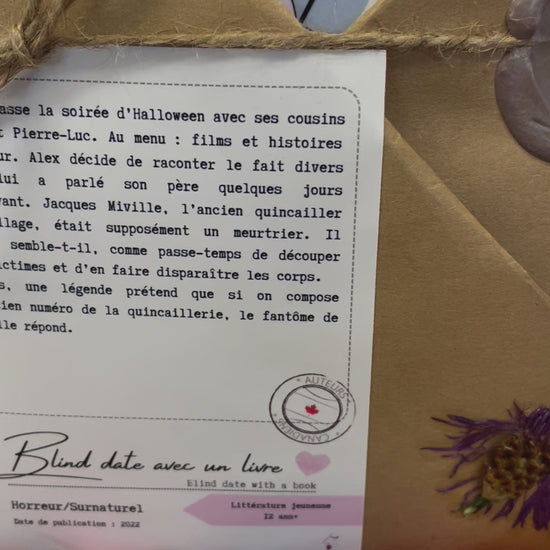 asse la soirée d'Halloween avec ses cousins
t Pierre-Luc. Au menu : films et histoires
ur. Alex décide de raconter le fait divers
lui a parlé son père quelques jours
vant. Jacques Miville, l'ancien quincailler
llage, était supposément un meurtrier. Il
semble-t-il, comme passe-temps de découper
ictimes et d'en faire disparaître les corps.
s, une légende prétend que si on compose
cien numéro de la quincaillerie, le fantôme de
lle répond.
AUTEURS
CANADIENS
Blind date avec un livre
Blind date with a book
Horreur/Surnaturel
Date de publication : 2022
Littérature jeunesse
12 ans+